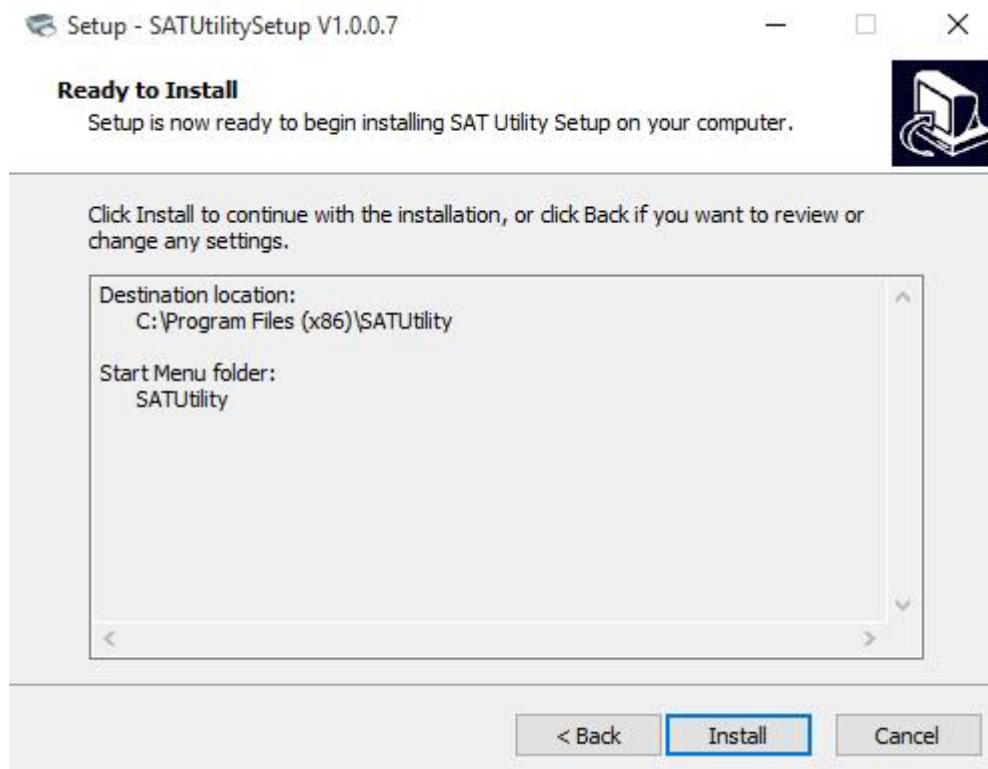 Setup - SATUtilitySetup V1.0.0.7
Ready to Install
Setup is now ready to begin installing SAT Utility Setup on your computer.
Click Install to continue with the installation, or click Back if you want to review or
change any settings.
Destination location:
C:\Program Files (x86)\SATUtility
Start Menu folder:
SATUtility
< Back
Install
Cancel